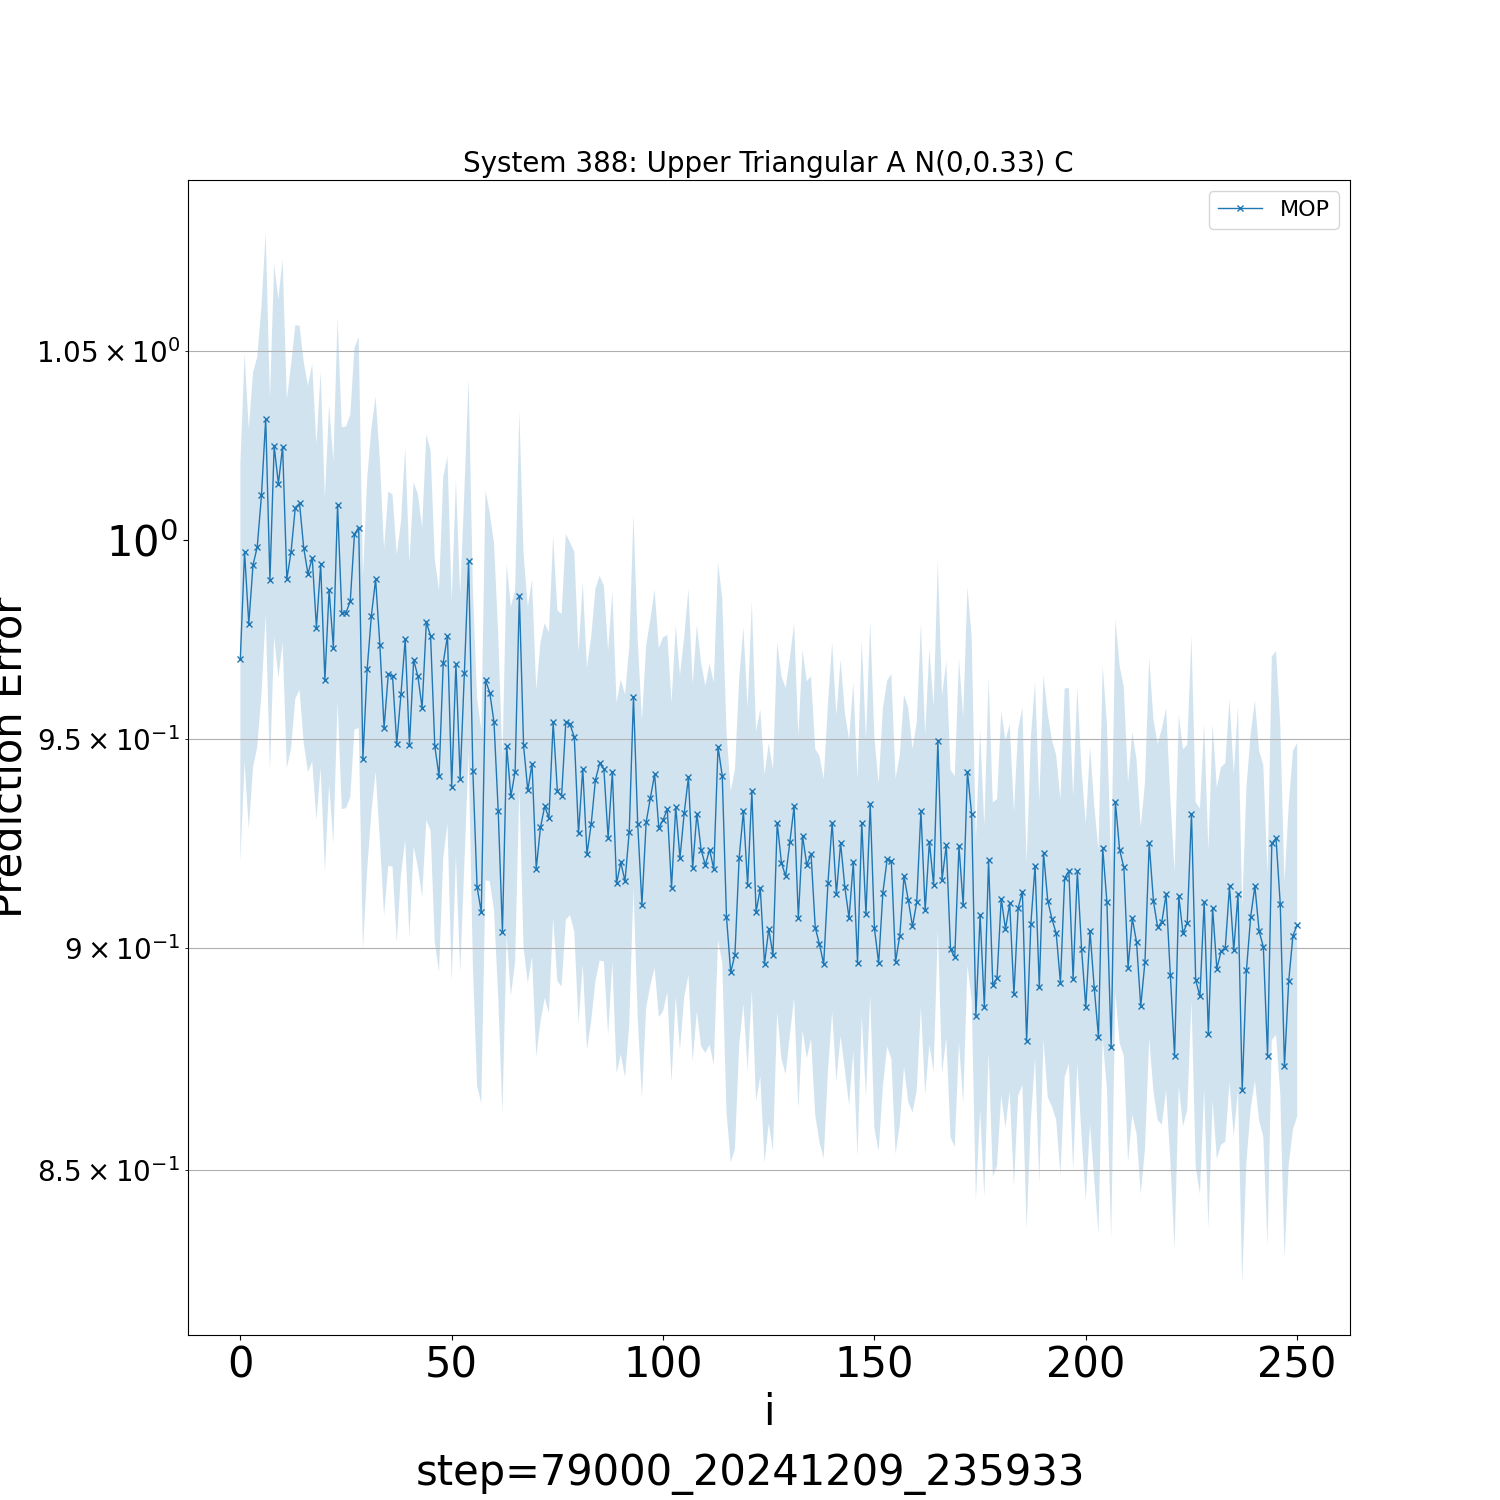 System 388: Upper Triangular A N(0,0.33) C
MOP
Prediction Error
1.05 × 10⁰
10⁰
9.5 × 10⁻¹
9 × 10⁻¹
8.5 × 10⁻¹
0 50 100 150 200 250
i
step=79000_20241209_235933